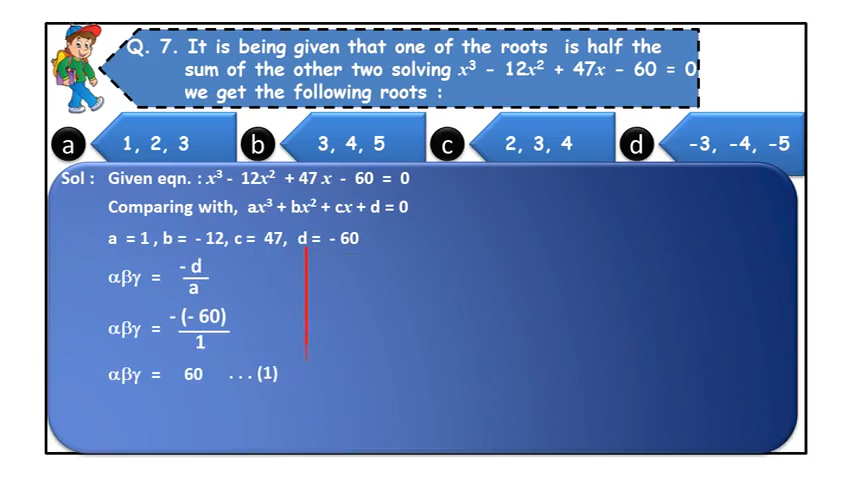 Q. 7. It is being given that one of the roots is half the
sum of the other two solving x³ - 12x² + 47x - 60 = 0
we get the following roots :
a 1, 2, 3 b 3, 4, 5 c 2, 3, 4 d -3, -4, -5
Sol : Given eqn. : x³ - 12x² + 47 x - 60 = 0
Comparing with, ax³ + bx² + cx + d = 0
a = 1 , b = - 12, c = 47, d = - 60
αβγ = - d / a
αβγ = - (- 60) / 1
αβγ = 60 . . . (1)